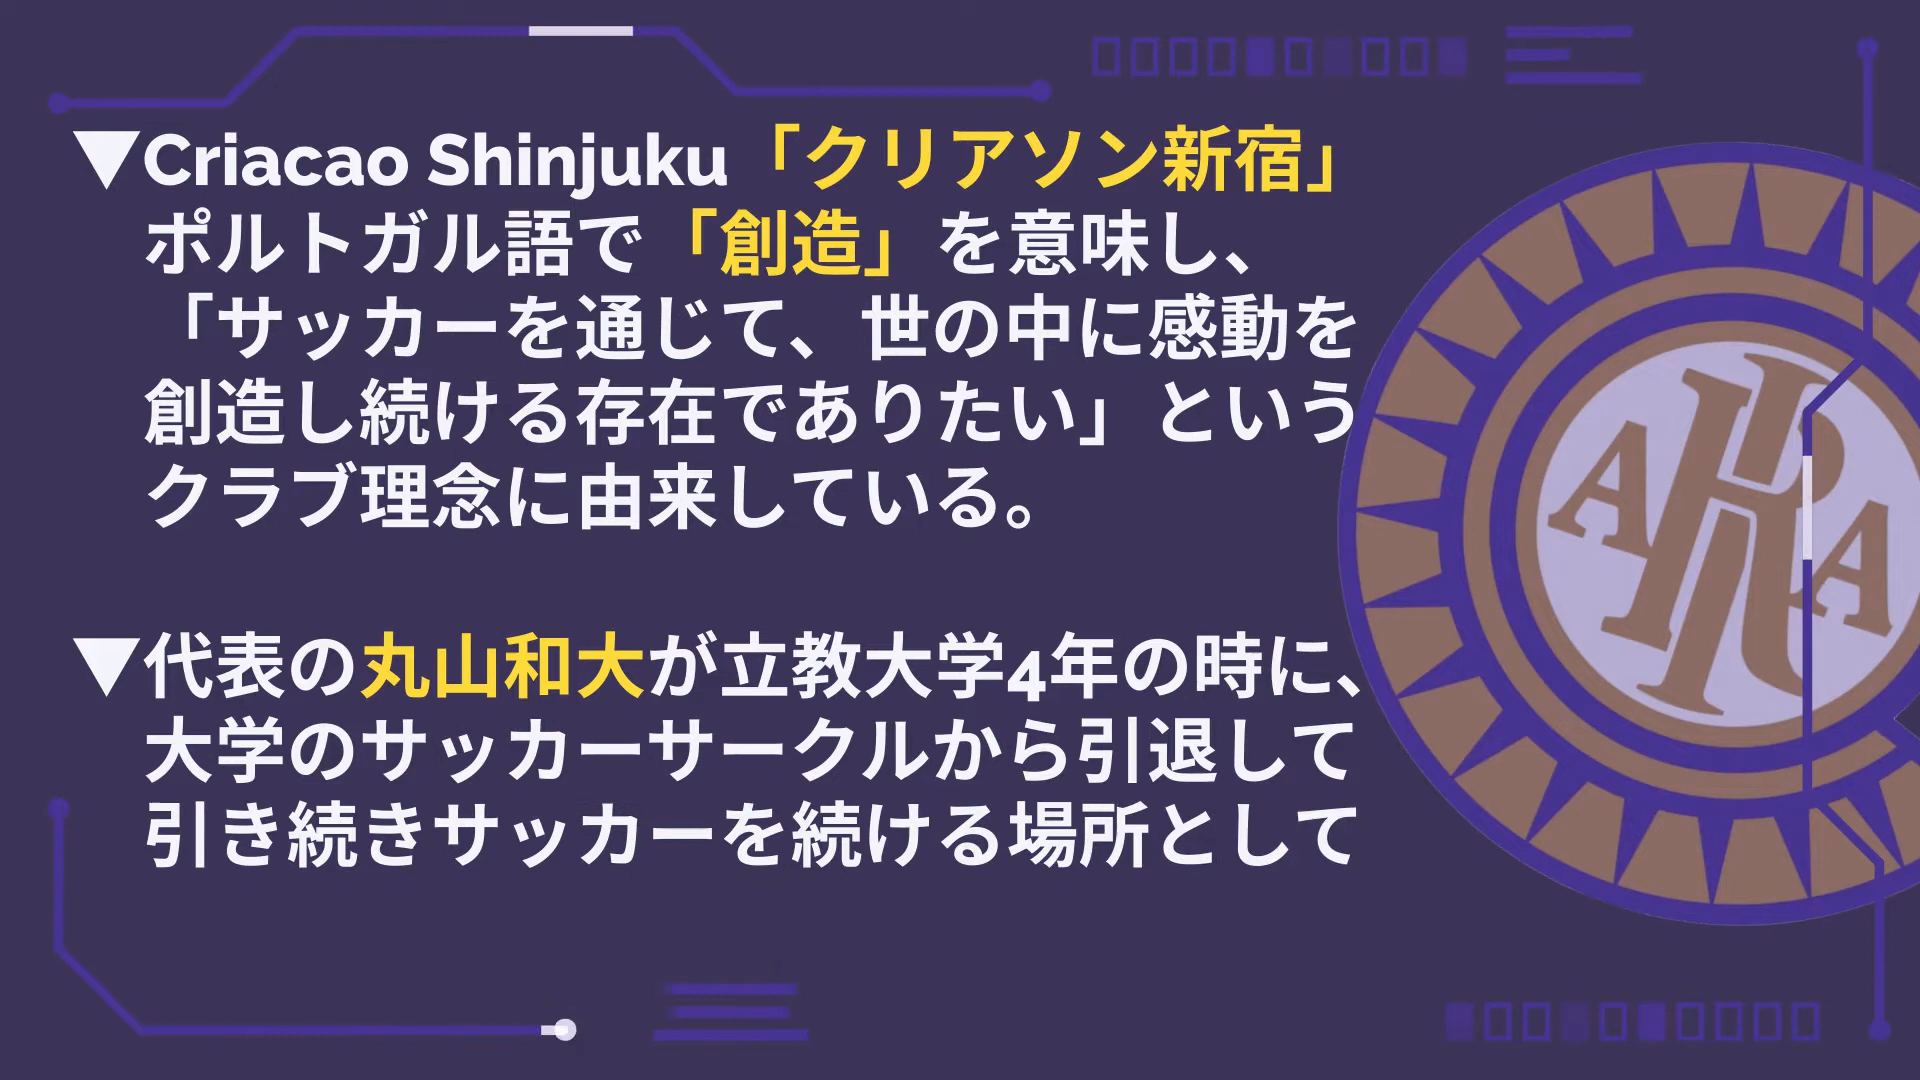 ▼Criacao Shinjuku「クリアソン新宿」
ポルトガル語で「創造」を意味し、
「サッカーを通じて、世の中に感動を
創造し続ける存在でありたい」という
クラブ理念に由来している。
▼代表の丸山和大が立教大学4年の時に、
大学のサッカーサークルから引退して
引き続きサッカーを続ける場所として
A R A